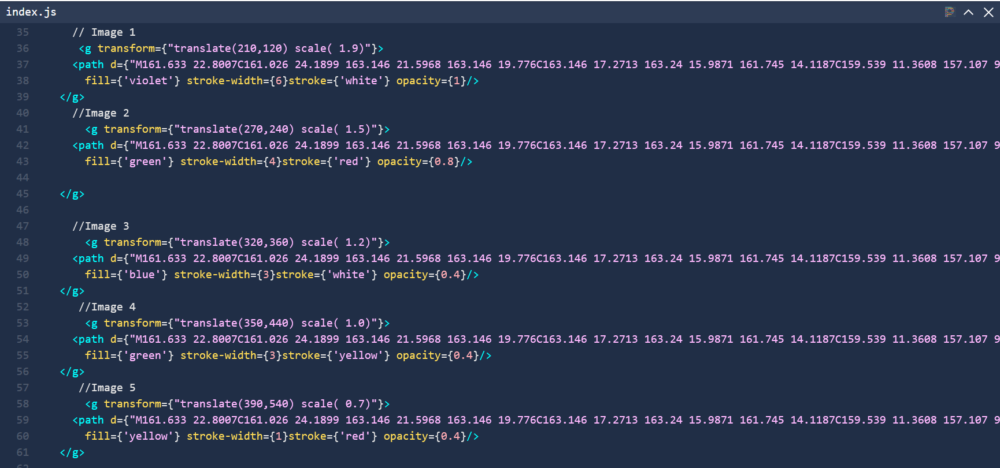 index.js
35 // Image 1
36 <g transform={"translate(210,120) scale( 1.9)"}>
37 <path d={"M161.633 22.8007C161.026 24.1899 163.146 21.5968 163.146 19.776C163.146 17.2713 163.24 15.9871 161.745 14.1187C159.539 11.3608 157.107 9
38 fill={'violet'} stroke-width={6}stroke={'white'} opacity={1}/>
39 </g>
40 //Image 2
41 <g transform={"translate(270,240) scale( 1.5)"}>
42 <path d={"M161.633 22.8007C161.026 24.1899 163.146 21.5968 163.146 19.776C163.146 17.2713 163.24 15.9871 161.745 14.1187C159.539 11.3608 157.107 9
43 fill={'green'} stroke-width={4}stroke={'red'} opacity={0.8}/>
44
45 </g>
46
47 //Image 3
48 <g transform={"translate(320,360) scale( 1.2)"}>
49 <path d={"M161.633 22.8007C161.026 24.1899 163.146 21.5968 163.146 19.776C163.146 17.2713 163.24 15.9871 161.745 14.1187C159.539 11.3608 157.107 9
50 fill={'blue'} stroke-width={3}stroke={'white'} opacity={0.4}/>
51 </g>
52 //Image 4
53 <g transform={"translate(350,440) scale( 1.0)"}>
54 <path d={"M161.633 22.8007C161.026 24.1899 163.146 21.5968 163.146 19.776C163.146 17.2713 163.24 15.9871 161.745 14.1187C159.539 11.3608 157.107 9
55 fill={'green'} stroke-width={3}stroke={'yellow'} opacity={0.4}/>
56 </g>
57 //Image 5
58 <g transform={"translate(390,540) scale( 0.7)"}>
59 <path d={"M161.633 22.8007C161.026 24.1899 163.146 21.5968 163.146 19.776C163.146 17.2713 163.24 15.9871 161.745 14.1187C159.539 11.3608 157.107 9
60 fill={'yellow'} stroke-width={1}stroke={'red'} opacity={0.4}/>
61 </g>